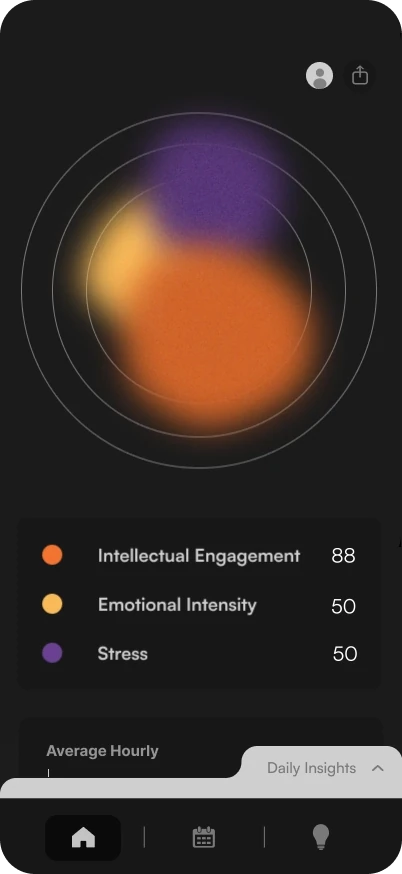 Intellectual Engagement 88
Emotional Intensity 50
Stress 50
Average Hourly
Daily Insights